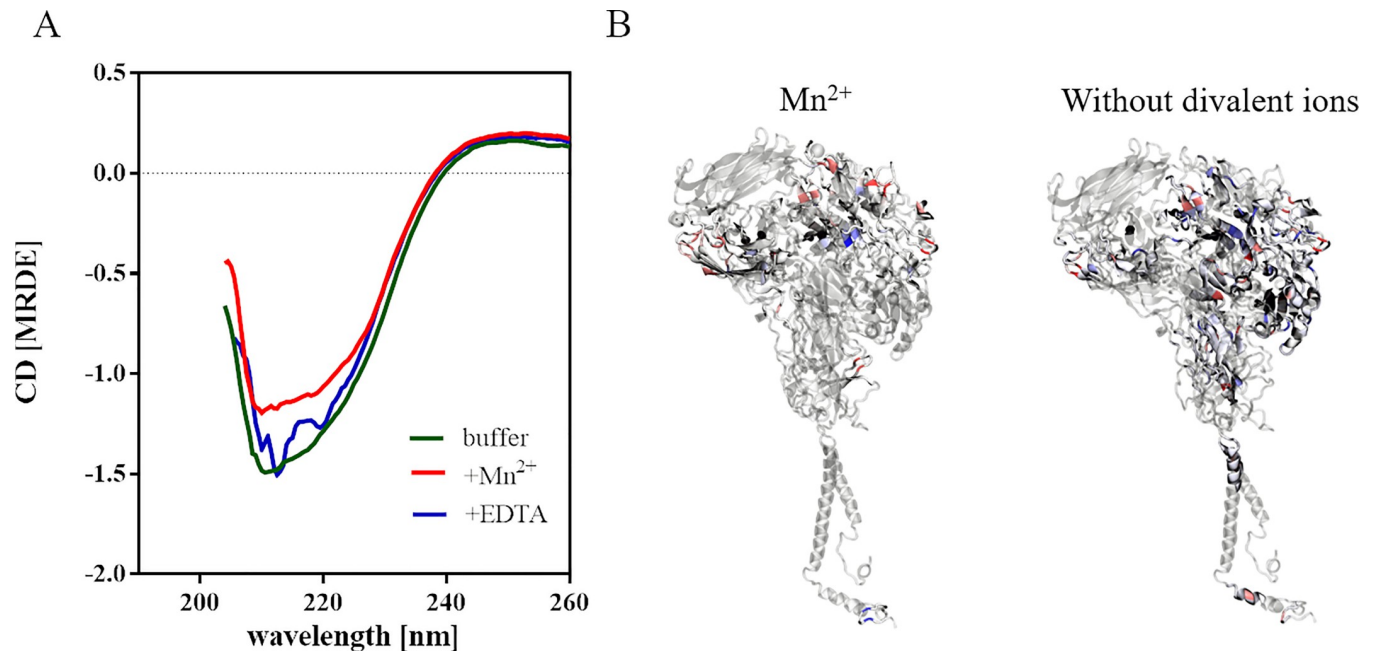 A
B
0.5
0.0
-0.5
-1.0
-1.5
-2.0
CD [MRDE]
200
220
240
260
wavelength [nm]
buffer
+Mn²⁺
+EDTA
Mn²⁺
Without divalent ions